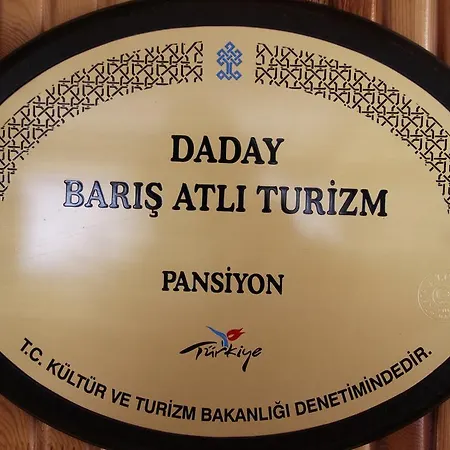 DADAY
BARIŞ ATLI TURİZM
PANSİYON
Türkiye
T.C. KÜLTÜR VE TURİZM BAKANLIĞI DENETİMİNDEDİR.